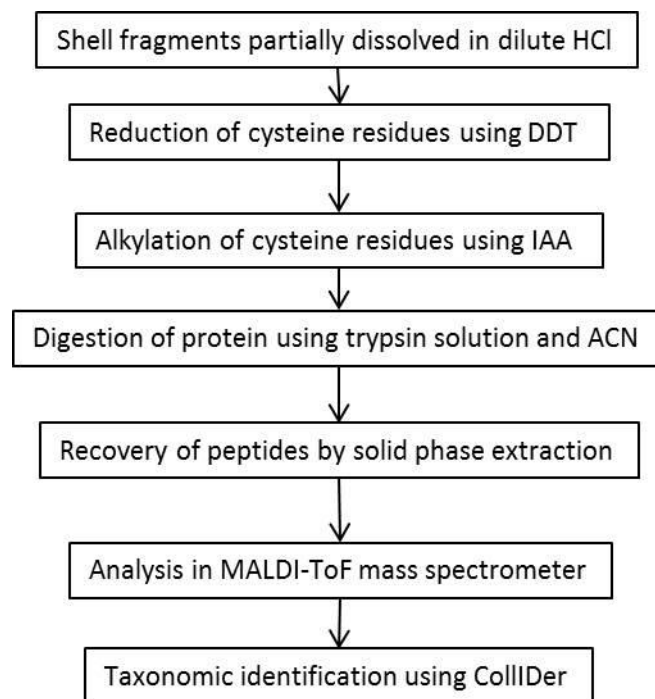 Shell fragments partially dissolved in dilute HCl
Reduction of cysteine residues using DDT
Alkylation of cysteine residues using IAA
Digestion of protein using trypsin solution and ACN
Recovery of peptides by solid phase extraction
Analysis in MALDI-ToF mass spectrometer
Taxonomic identification using CollIDer